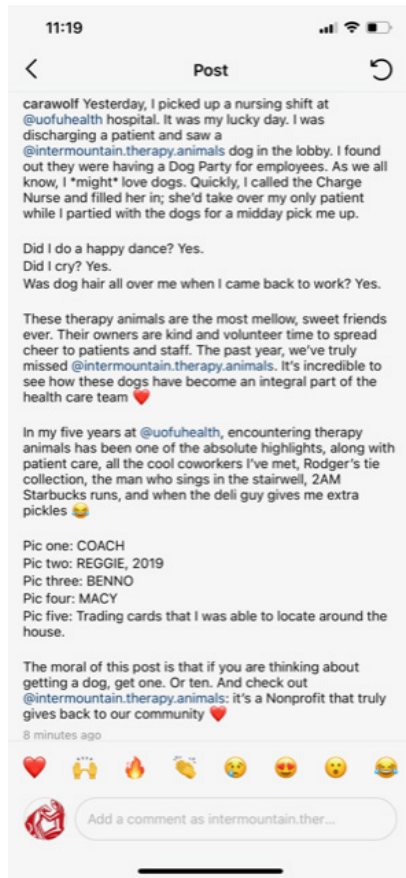 11:19
Post
carawolf Yesterday, I picked up a nursing shift at
@uofuhealth hospital. It was my lucky day. I was
discharging a patient and saw a
@intermountain.therapy.animals dog in the lobby. I found
out they were having a Dog Party for employees. As we all
know, I *might* love dogs. Quickly, I called the Charge
Nurse and filled her in; she'd take over my only patient
while I partied with the dogs for a midday pick me up.
Did I do a happy dance? Yes.
Did I cry? Yes.
Was dog hair all over me when I came back to work? Yes.
These therapy animals are the most mellow, sweet friends
ever. Their owners are kind and volunteer time to spread
cheer to patients and staff. The past year, we've truly
missed @intermountain.therapy.animals. It's incredible to
see how these dogs have become an integral part of the
health care team ❤️
In my five years at @uofuhealth, encountering therapy
animals has been one of the absolute highlights, along with
patient care, all the cool coworkers I've met, Rodger's tie
collection, the man who sings in the stairwell, 2AM
Starbucks runs, and when the deli guy gives me extra
pickles 😂
Pic one: COACH
Pic two: REGGIE, 2019
Pic three: BENNO
Pic four: MACY
Pic five: Trading cards that I was able to locate around the
house.
The moral of this post is that if you are thinking about
getting a dog, get one. Or ten. And check out
@intermountain.therapy.animals: it's a Nonprofit that truly
gives back to our community ❤️
8 minutes ago
❤️ 🙌 🔥 👏 😢 😍 😮 😂
Add a comment as intermountain.ther...